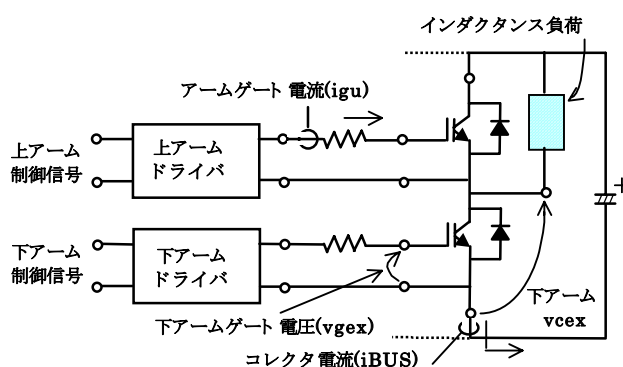 インダクタンス負荷
アームゲート 電流(igu)
上アーム
制御信号
上アーム
ドライバ
+
下アーム
制御信号
下アーム
ドライバ
下アーム
vcex
下アームゲート 電圧(vgex)
コレクタ電流(iBUS)